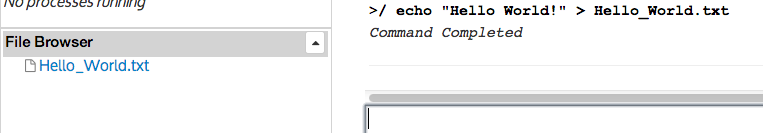 No processes running
File Browser
Hello_World.txt
>/ echo "Hello World!" > Hello_World.txt
Command Completed